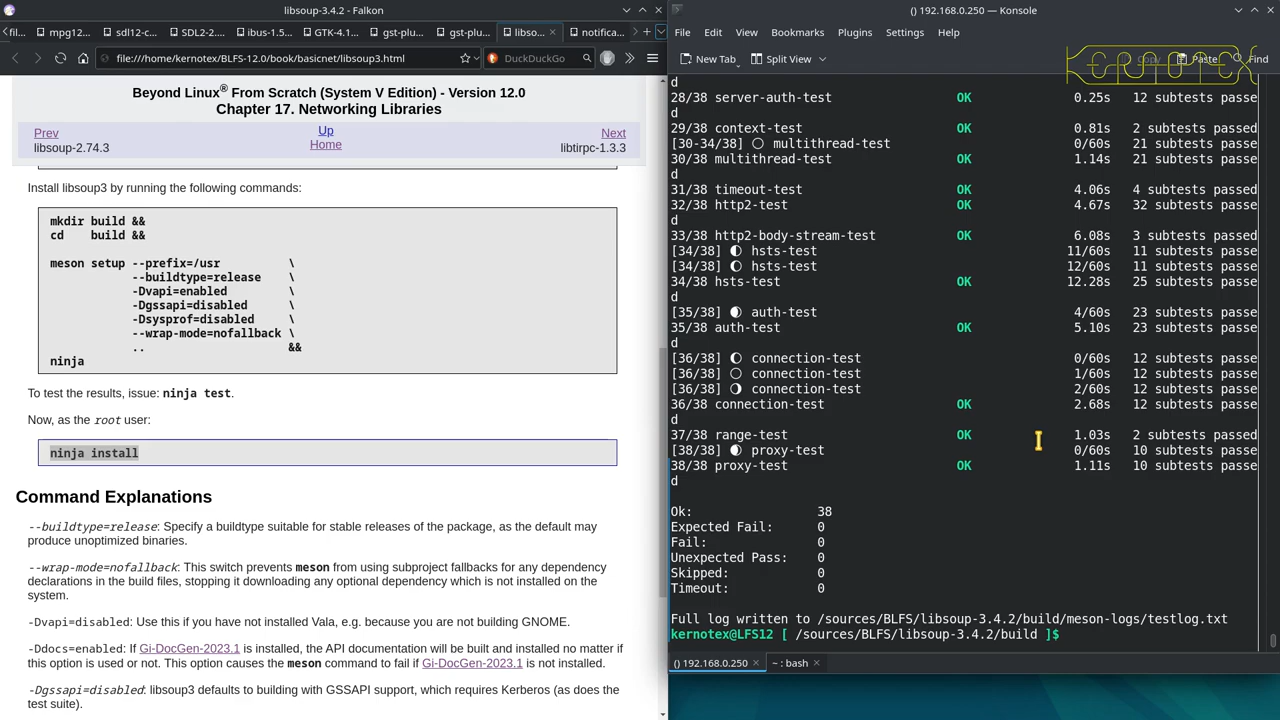 libsoup-3.4.2 - Falkon
fil...
mpg12...
sdl12-c...
SDL2-2....
ibus-1.5...
GTK-4.1...
gst-plu...
gst-plu...
libso...
notifica...
file:///home/kernotex/BLFS-12.0/book/basicnet/libsoup3.html
DuckDuckGo
Beyond Linux® From Scratch (System V Edition) - Version 12.0
Chapter 17. Networking Libraries
Prev Up Next
libsoup-2.74.3 Home libtirpc-1.3.3
Install libsoup3 by running the following commands:
mkdir build &&
cd    build &&
meson setup --prefix=/usr          \
            --buildtype=release    \
            -Dvapi=enabled         \
            -Dgssapi=disabled      \
            -Dsysprof=disabled     \
            --wrap-mode=nofallback \
            ..                     &&
ninja
To test the results, issue: ninja test.
Now, as the root user:
ninja install
Command Explanations
--buildtype=release: Specify a buildtype suitable for stable releases of the package, as the default may
produce unoptimized binaries.
--wrap-mode=nofallback: This switch prevents meson from using subproject fallbacks for any dependency
declarations in the build files, stopping it downloading any optional dependency which is not installed on the
system.
-Dvapi=disabled: Use this if you have not installed Vala, e.g. because you are not building GNOME.
-Ddocs=enabled: If Gi-DocGen-2023.1 is installed, the API documentation will be built and installed no matter if
this option is used or not. This option causes the meson command to fail if Gi-DocGen-2023.1 is not installed.
-Dgssapi=disabled: libsoup3 defaults to building with GSSAPI support, which requires Kerberos (as does the
test suite).
() 192.168.0.250 — Konsole
File Edit View Bookmarks Plugins Settings Help
New Tab Split View Copy Paste Find
KERNOTEX
d
28/38 server-auth-test OK 0.25s 12 subtests passe
d
29/38 context-test OK 0.81s 2 subtests passed
[30-34/38] 🌕 multithread-test 0/60s 21
30/38 multithread-test OK 1.14s 21 subtests passe
d
31/38 timeout-test OK 4.06s 4 subtests passed
32/38 http2-test OK 4.67s 32 subtests passe
d
33/38 http2-body-stream-test OK 6.08s 3 subtests passed
[34/38] 🌓 hsts-test 11/60s 11 subtests passe
[34/38] 🌔 hsts-test 12/60s 11 subtests passe
34/38 hsts-test OK 12.28s 25 subtests passe
d
[35/38] 🌒 auth-test 4/60s 23 subtests passe
35/38 auth-test OK 5.10s 23 subtests passe
d
[36/38] 🌔 connection-test 0/60s 12 subtests passe
[36/38] 🌕 connection-test 1/60s 12 subtests passe
[36/38] 🌖 connection-test 2/60s 12 subtests passe
36/38 connection-test OK 2.68s 12 subtests passe
d
37/38 range-test OK 1.03s 2 subtests passed
[38/38] 🌒 proxy-test 0/60s 10 subtests passe
38/38 proxy-test OK 1.11s 10 subtests passe
d
Ok: 38
Expected Fail: 0
Fail: 0
Unexpected Pass: 0
Skipped: 0
Timeout: 0
Full log written to /sources/BLFS/libsoup-3.4.2/build/meson-logs/testlog.txt
kernotex@LFS12 [ /sources/BLFS/libsoup-3.4.2/build ]$
() 192.168.0.250
~ : bash